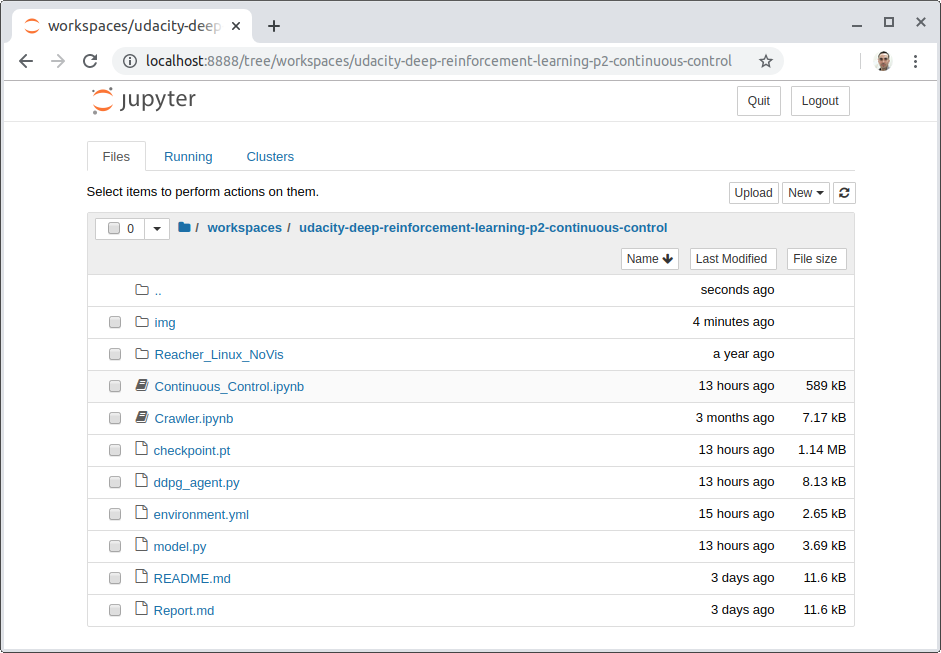 workspaces/udacity-deep
localhost:8888/tree/workspaces/udacity-deep-reinforcement-learning-p2-continuous-control
jupyter
Quit
Logout
Files
Running
Clusters
Select items to perform actions on them.
Upload
New
0
/ workspaces / udacity-deep-reinforcement-learning-p2-continuous-control
Name
Last Modified
File size
.. seconds ago
img 4 minutes ago
Reacher_Linux_NoVis a year ago
Continuous_Control.ipynb 13 hours ago 589 kB
Crawler.ipynb 3 months ago 7.17 kB
checkpoint.pt 13 hours ago 1.14 MB
ddpg_agent.py 13 hours ago 8.13 kB
environment.yml 15 hours ago 2.65 kB
model.py 13 hours ago 3.69 kB
README.md 3 days ago 11.6 kB
Report.md 3 days ago 11.6 kB